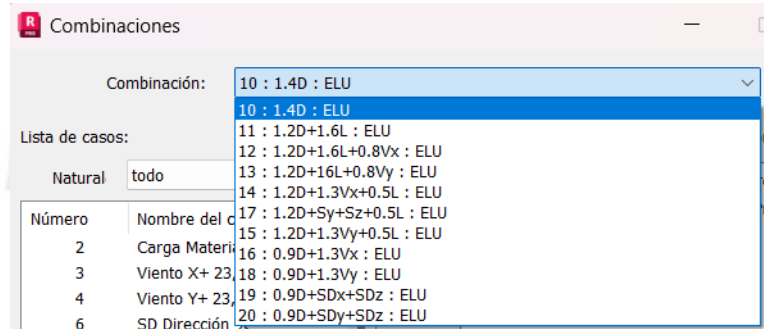 R PRO Combinaciones
Combinación: 10 : 1.4D : ELU
10 : 1.4D : ELU
Lista de casos: 11 : 1.2D+1.6L : ELU
12 : 1.2D+1.6L+0.8Vx : ELU
Natural todo 13 : 1.2D+16L+0.8Vy : ELU
14 : 1.2D+1.3Vx+0.5L : ELU
Número Nombre del c 17 : 1.2D+Sy+Sz+0.5L : ELU
15 : 1.2D+1.3Vy+0.5L : ELU
2 Carga Materia 16 : 0.9D+1.3Vx : ELU
3 Viento X+ 23, 18 : 0.9D+1.3Vy : ELU
4 Viento Y+ 23, 19 : 0.9D+SDx+SDz : ELU
6 SD Dirección 20 : 0.9D+SDy+SDz : ELU